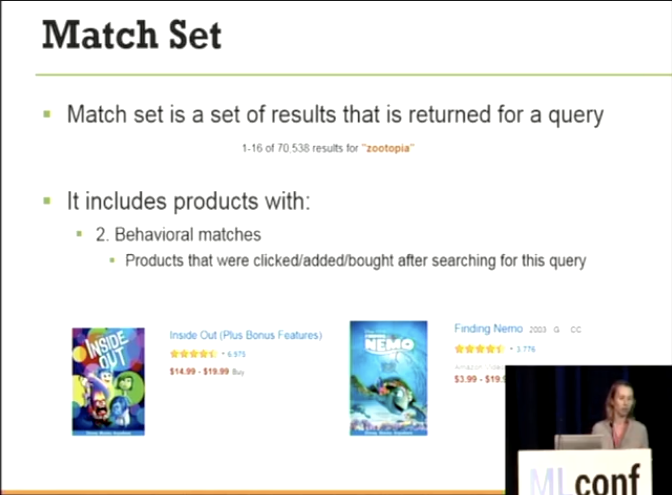 Match Set
Match set is a set of results that is returned for a query
1-16 of 70,538 results for "zootopia"
It includes products with:
2. Behavioral matches
Products that were clicked/added/bought after searching for this query
INSIDE OUT
Inside Out (Plus Bonus Features)
6,975
$14.99 - $19.99 Buy
NEMO
Finding Nemo 2003 G CC
3,776
$3.99 -
MLconf